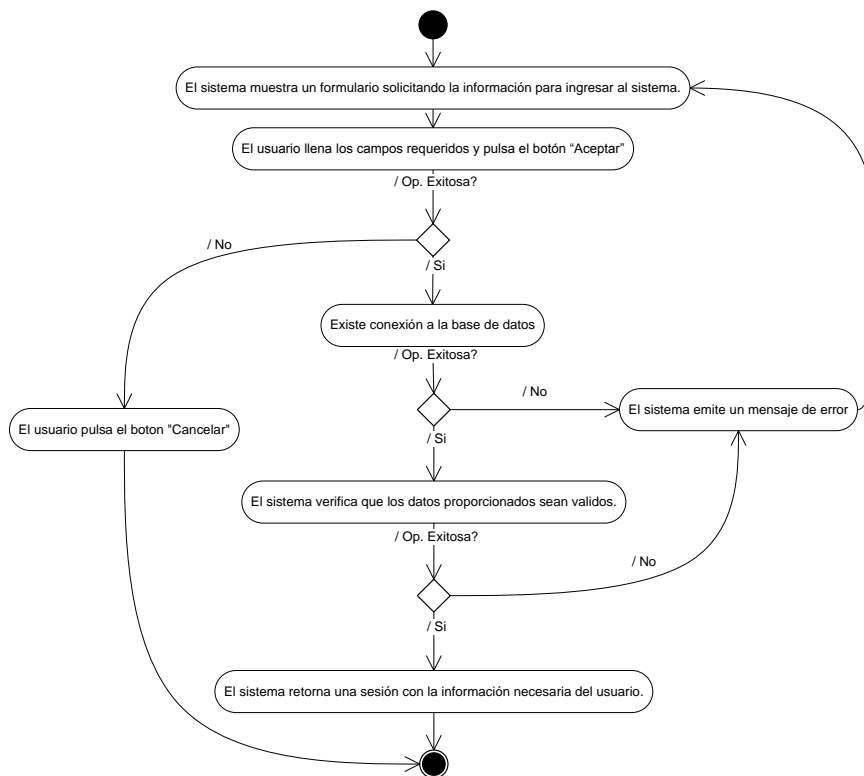 El sistema muestra un formulario solicitando la información para ingresar al sistema.
El usuario llena los campos requeridos y pulsa el botón “Aceptar”
/ Op. Exitosa?
/ No
/ Si
Existe conexión a la base de datos
/ Op. Exitosa?
/ No
El sistema emite un mensaje de error
El usuario pulsa el boton "Cancelar"
/ Si
El sistema verifica que los datos proporcionados sean validos.
/ Op. Exitosa?
/ No
/ Si
El sistema retorna una sesión con la información necesaria del usuario.